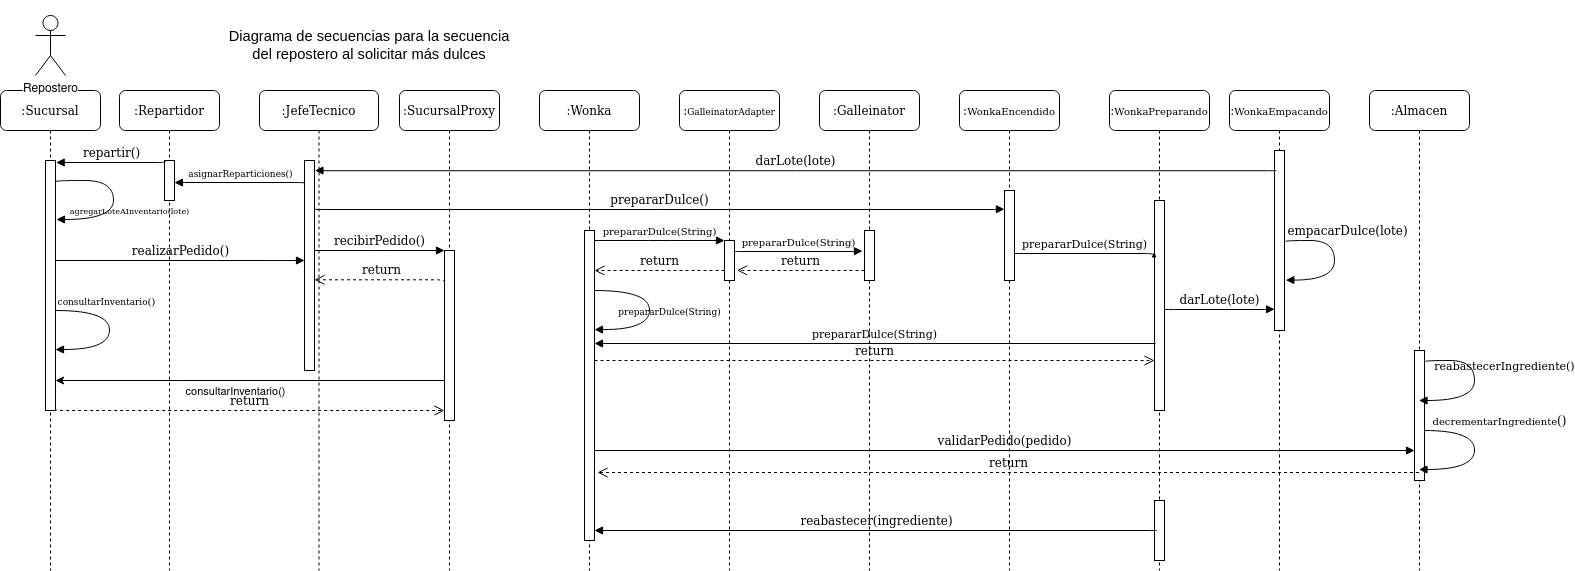 Diagrama de secuencias para la secuencia
del repostero al solicitar más dulces
Repostero
:Sucursal
:Repartidor
:JefeTecnico
:SucursalProxy
:Wonka
:GalleinatorAdapter
:Galleinator
:WonkaEncendido
:WonkaPreparando
:WonkaEmpacando
:Almacen
repartir()
darLote(lote)
asignarReparticiones()
prepararDulce()
agregarLoteAInventario(lote)
realizarPedido()
recibirPedido()
prepararDulce(String)
prepararDulce(String)
prepararDulce(String)
empacarDulce(lote)
return
return
return
consultarInventario()
prepararDulce(String)
darLote(lote)
prepararDulce(String)
return
reabastecerIngrediente()
consultarInventario()
return
decrementarIngrediente()
validarPedido(pedido)
return
reabastecer(ingrediente)